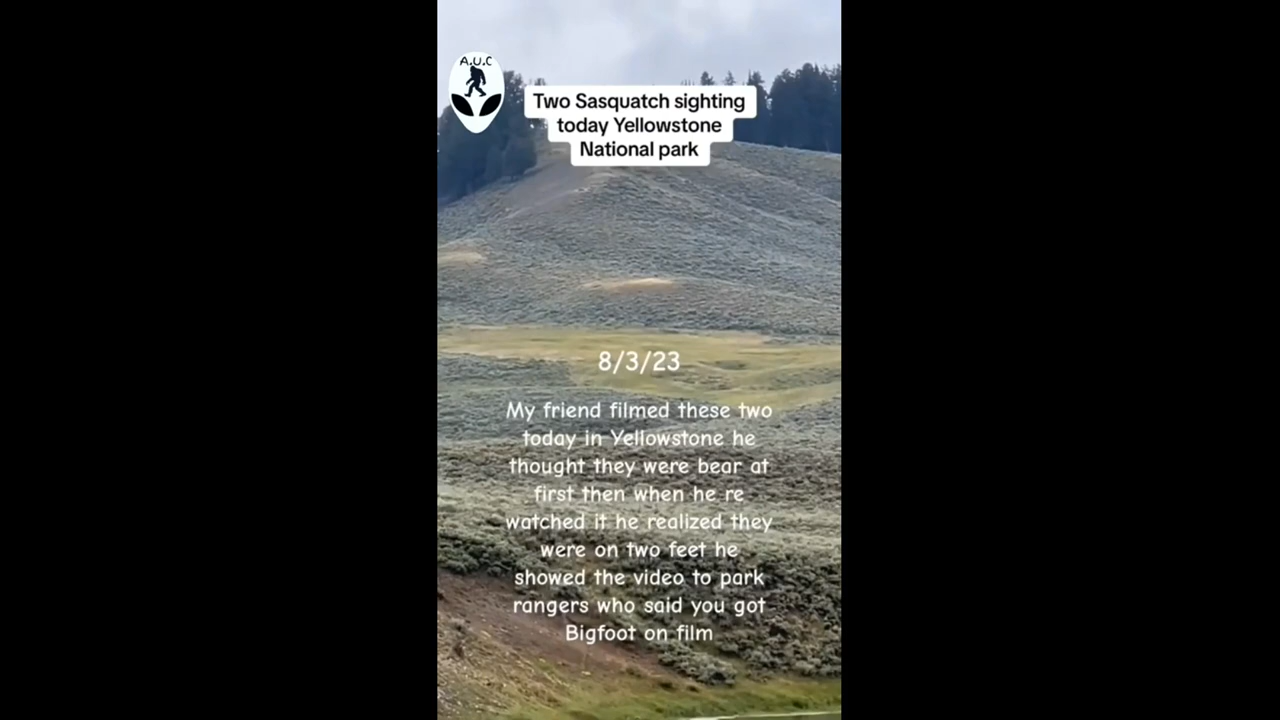 A.U.C
Two Sasquatch sighting
today Yellowstone
National park
8/3/23
My friend filmed these two
today in Yellowstone he
thought they were bear at
first then when he re
watched it he realized they
were on two feet he
showed the video to park
rangers who said you got
Bigfoot on film